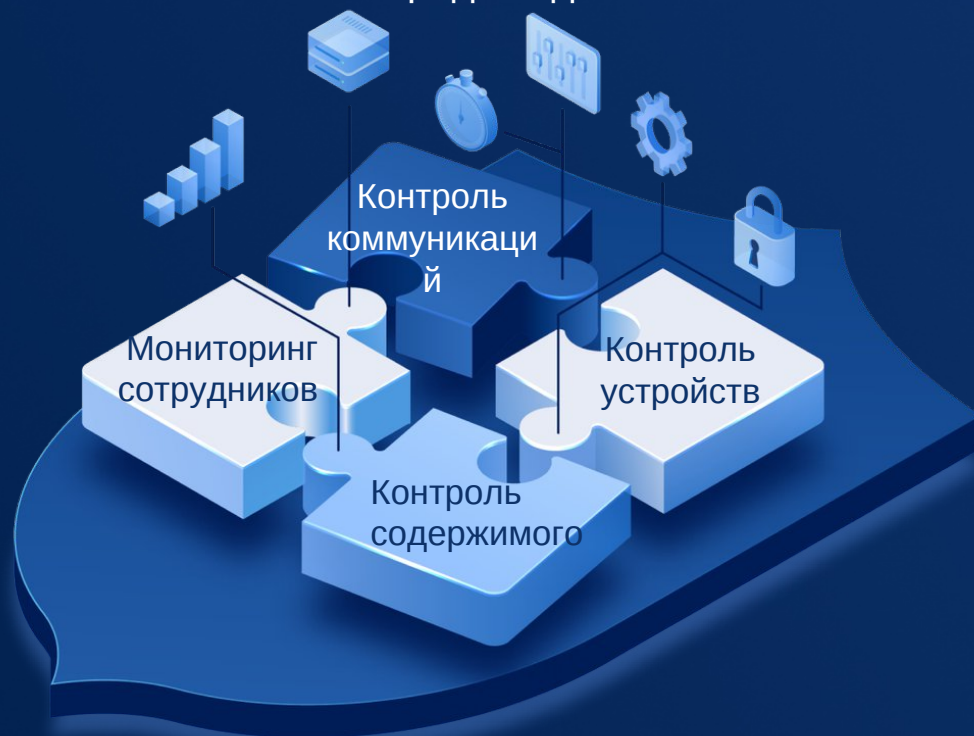 Контроль
коммуникаци
й
Мониторинг
сотрудников
Контроль
устройств
Контроль
содержимого